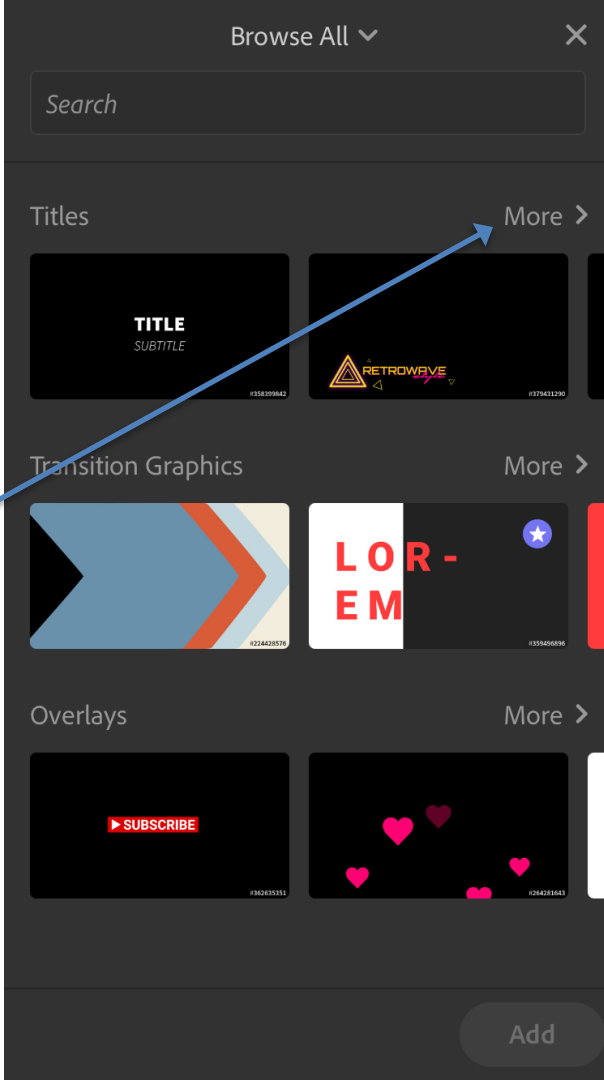 Browse All
Search
Titles More
TITLE
SUBTITLE
#358399842
RETROWAVE
#379431290
Transition Graphics More
#224428576
LOR-
EM
#359496896
Overlays More
SUBSCRIBE
#362635351
#264281643
Add